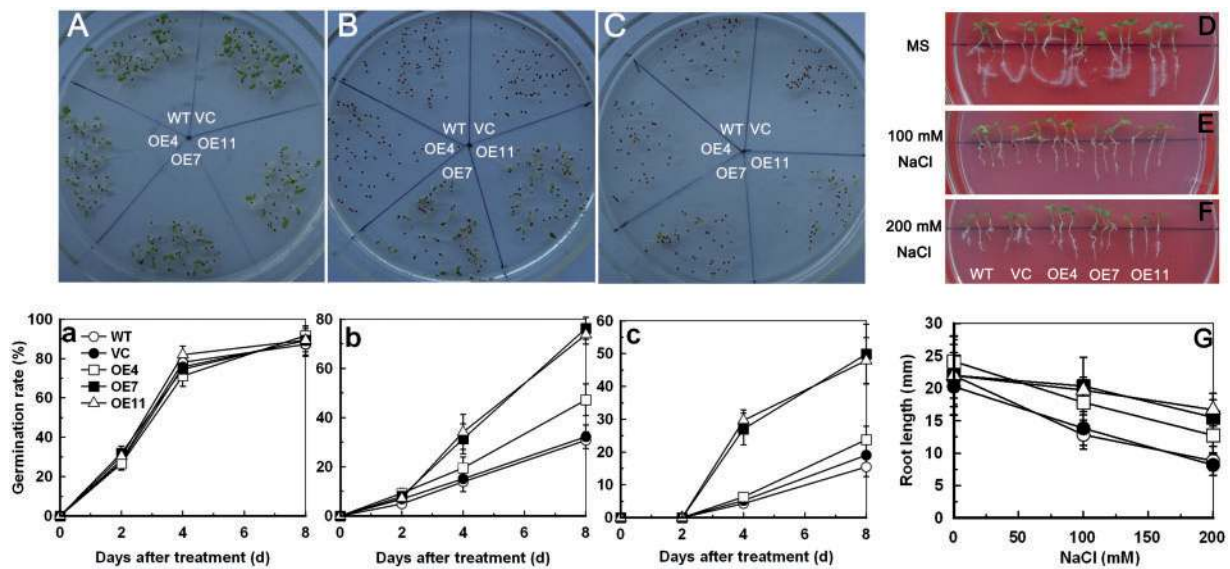 A
B
C
D
WT VC
OE4 OE11
OE7
WT VC
OE4 OE11
OE7
WT VC
OE4 OE11
OE7
MS
E
100 mM
NaCl
F
200 mM
NaCl
WT VC OE4 OE7 OE11
a
WT
VC
OE4
OE7
OE11
Germination rate (%)
100
80
60
40
20
0
0 2 4 6 8
Days after treatment (d)
b
80
60
40
20
0
0 2 4 6 8
Days after treatment (d)
c
60
50
40
30
20
10
0
0 2 4 6 8
Days after treatment (d)
G
Root length (mm)
30
25
20
15
10
5
0
0 50 100 150 200
NaCl (mM)